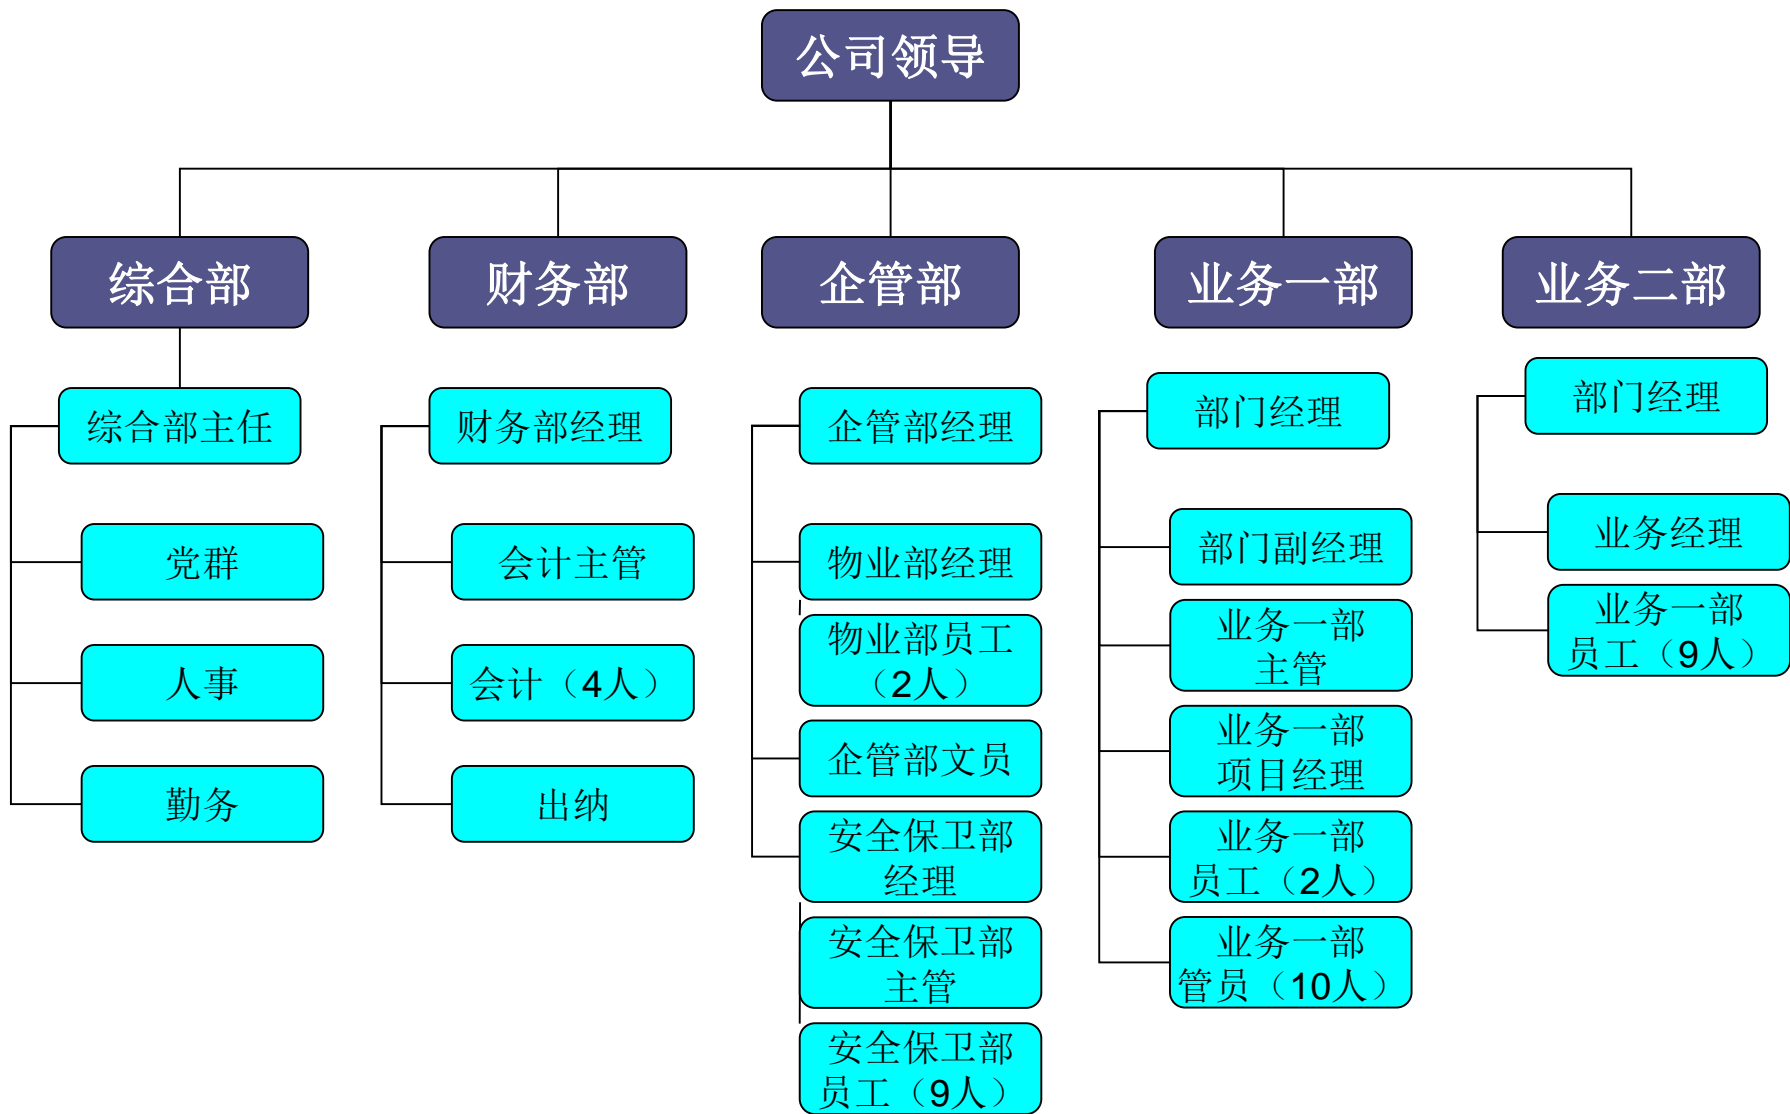 公司领导
综合部
财务部
企管部
业务一部
业务二部
综合部主任
党群
人事
勤务
财务部经理
会计主管
会计（4人）
出纳
企管部经理
物业部经理
物业部员工
（2人）
企管部文员
安全保卫部
经理
安全保卫部
主管
安全保卫部
员工（9人）
部门经理
部门副经理
业务一部
主管
业务一部
项目经理
业务一部
员工（2人）
业务一部
管员（10人）
部门经理
业务经理
业务一部
员工（9人）